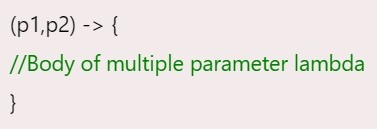 (p1,p2) -> {
//Body of multiple parameter lambda
}